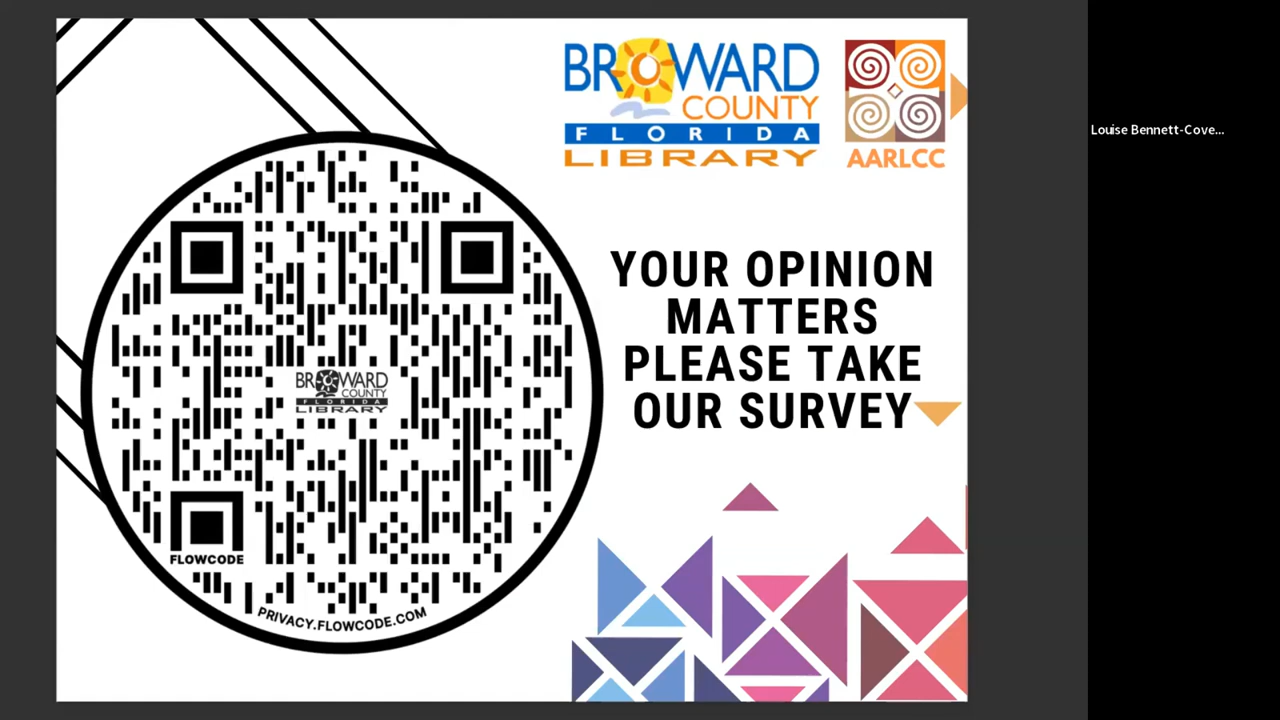 BROWARD
COUNTY
FLORIDA
LIBRARY
AARLCC
Louise Bennett-Cove...
YOUR OPINION
MATTERS
PLEASE TAKE
OUR SURVEY
BROWARD
COUNTY
FLORIDA
LIBRARY
FLOWCODE
PRIVACY.FLOWCODE.COM